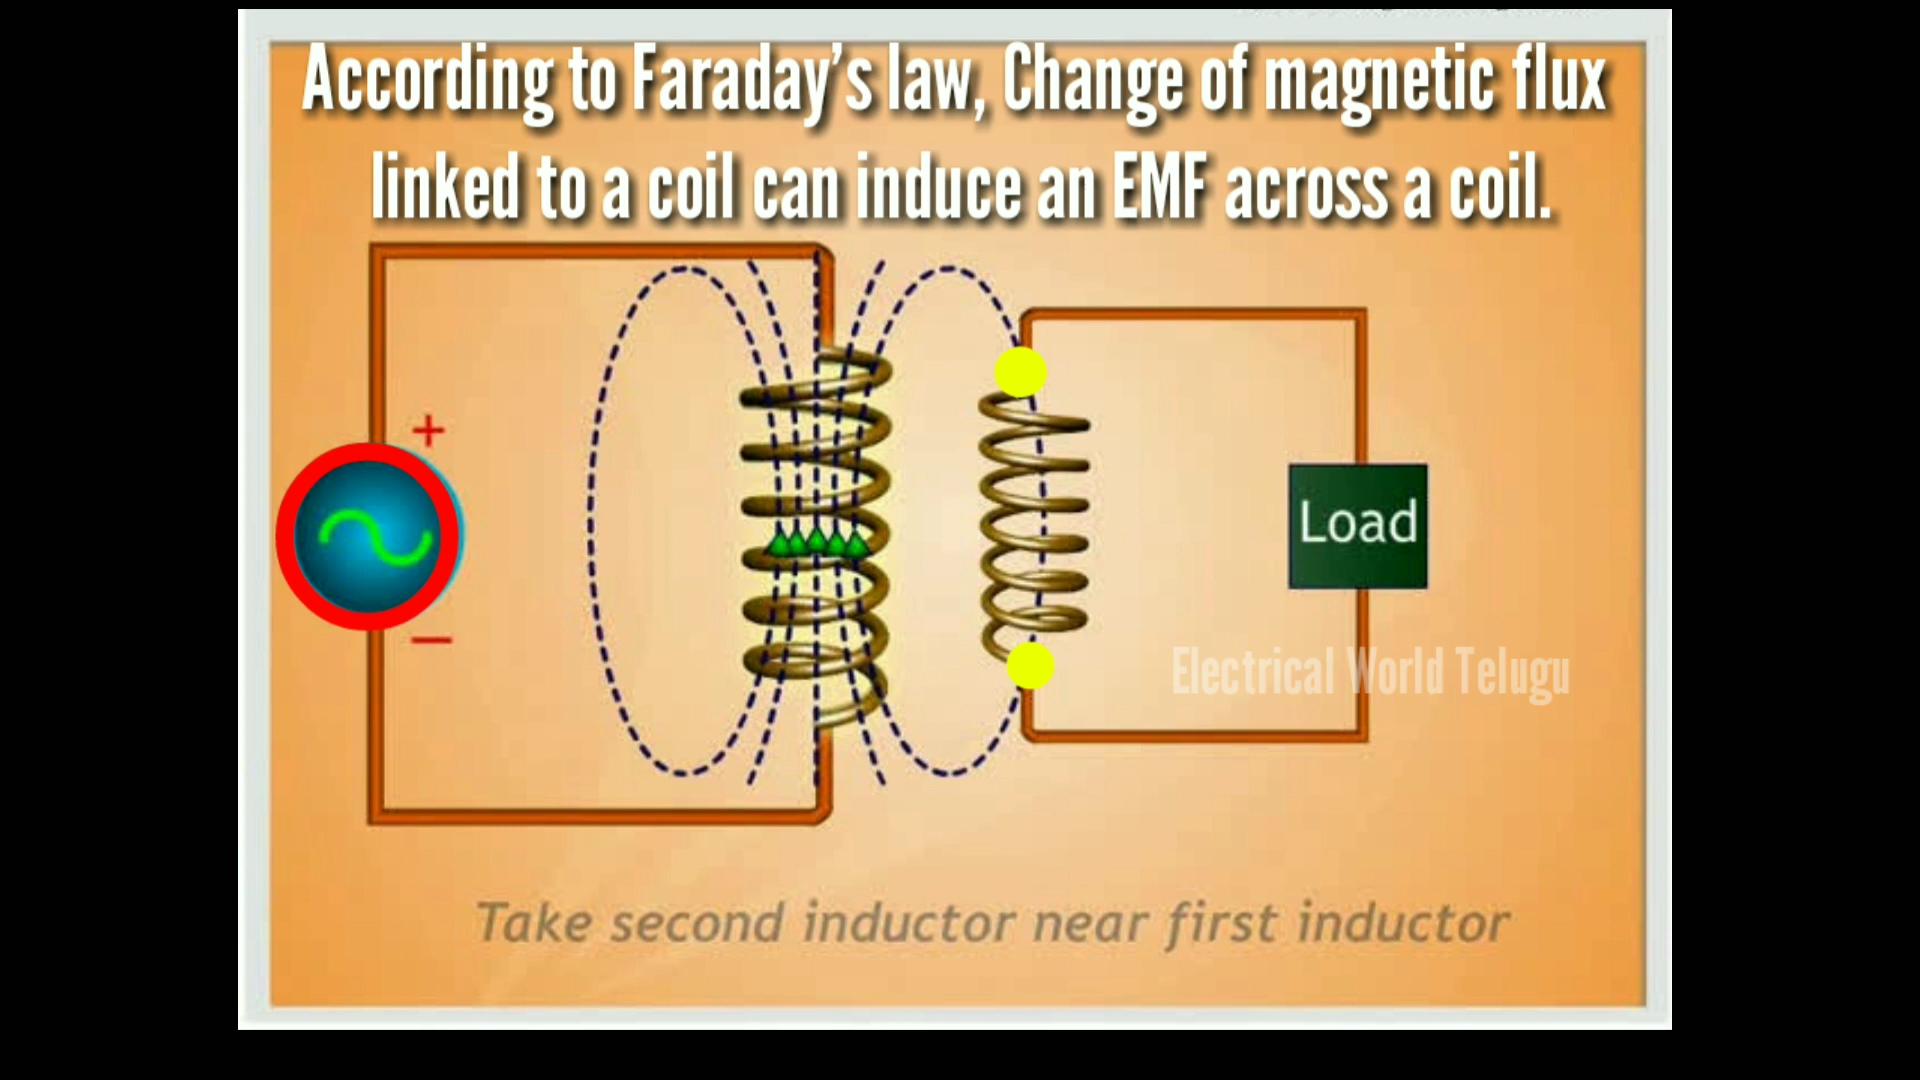 According to Faraday’s law, Change of magnetic flux
linked to a coil can induce an EMF across a coil.
+
Load
−
Electrical World Telugu
Take second inductor near first inductor